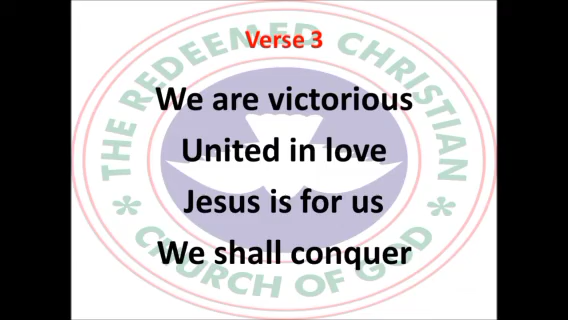 Verse 3
We are victorious
United in love
Jesus is for us
We shall conquer
THE REDEEMED CHRISTIAN
CHURCH OF GOD